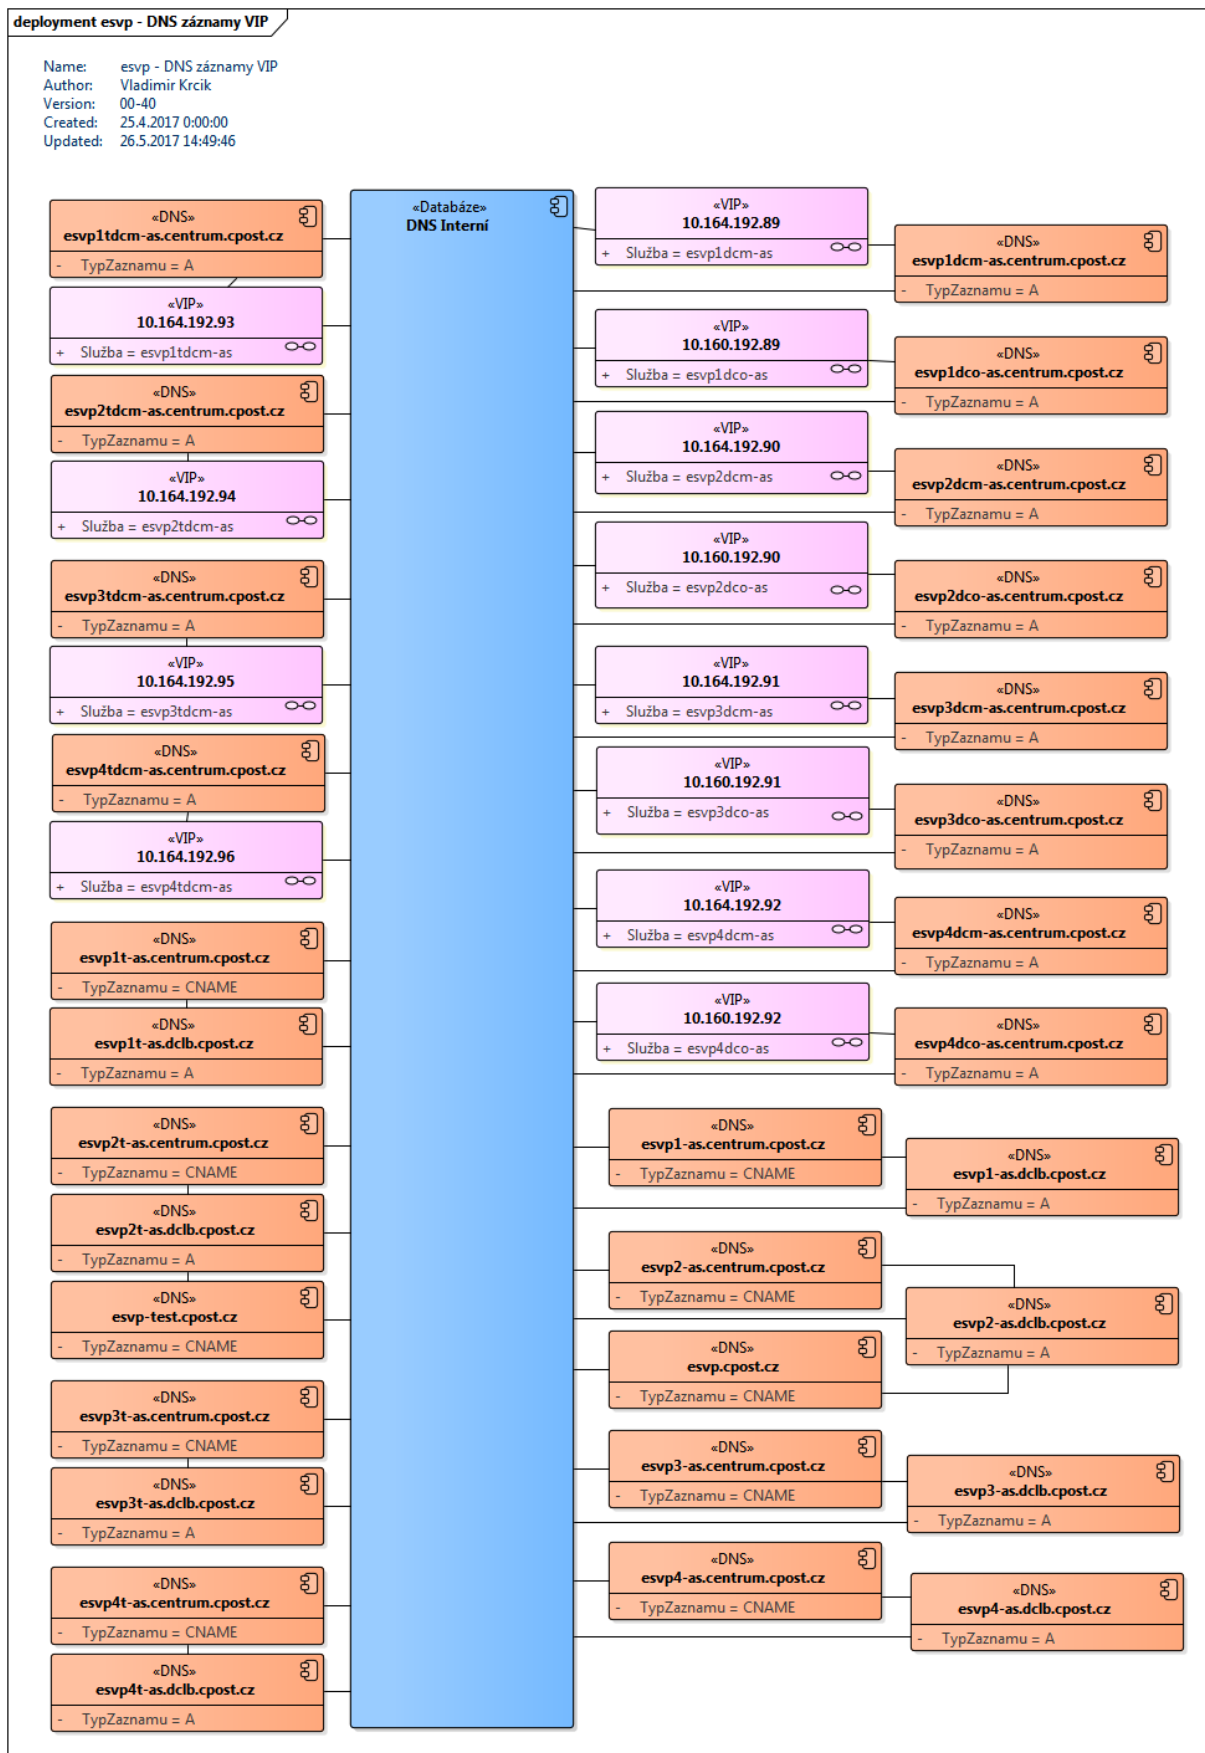 deployment esvp - DNS záznamy VIP
Name: esvp - DNS záznamy VIP
Author: Vladimir Krcik
Version: 00-40
Created: 25.4.2017 0:00:00
Updated: 26.5.2017 14:49:46
«DNS»
esvp1tdcm-as.centrum.cpost.cz
- TypZaznamu = A
«VIP»
10.164.192.93
+ Služba = esvp1tdcm-as
«DNS»
esvp2tdcm-as.centrum.cpost.cz
- TypZaznamu = A
«VIP»
10.164.192.94
+ Služba = esvp2tdcm-as
«DNS»
esvp3tdcm-as.centrum.cpost.cz
- TypZaznamu = A
«VIP»
10.164.192.95
+ Služba = esvp3tdcm-as
«DNS»
esvp4tdcm-as.centrum.cpost.cz
- TypZaznamu = A
«VIP»
10.164.192.96
+ Služba = esvp4tdcm-as
«DNS»
esvp1t-as.centrum.cpost.cz
- TypZaznamu = CNAME
«DNS»
esvp1t-as.dclb.cpost.cz
- TypZaznamu = A
«DNS»
esvp2t-as.centrum.cpost.cz
- TypZaznamu = CNAME
«DNS»
esvp2t-as.dclb.cpost.cz
- TypZaznamu = A
«DNS»
esvp-test.cpost.cz
- TypZaznamu = CNAME
«DNS»
esvp3t-as.centrum.cpost.cz
- TypZaznamu = CNAME
«DNS»
esvp3t-as.dclb.cpost.cz
- TypZaznamu = A
«DNS»
esvp4t-as.centrum.cpost.cz
- TypZaznamu = CNAME
«DNS»
esvp4t-as.dclb.cpost.cz
- TypZaznamu = A
«Databáze»
DNS Interní
«VIP»
10.164.192.89
+ Služba = esvp1dcm-as
«DNS»
esvp1dcm-as.centrum.cpost.cz
- TypZaznamu = A
«VIP»
10.160.192.89
+ Služba = esvp1dco-as
«DNS»
esvp1dco-as.centrum.cpost.cz
- TypZaznamu = A
«VIP»
10.164.192.90
+ Služba = esvp2dcm-as
«DNS»
esvp2dcm-as.centrum.cpost.cz
- TypZaznamu = A
«VIP»
10.160.192.90
+ Služba = esvp2dco-as
«DNS»
esvp2dco-as.centrum.cpost.cz
- TypZaznamu = A
«VIP»
10.164.192.91
+ Služba = esvp3dcm-as
«DNS»
esvp3dcm-as.centrum.cpost.cz
- TypZaznamu = A
«VIP»
10.160.192.91
+ Služba = esvp3dco-as
«DNS»
esvp3dco-as.centrum.cpost.cz
- TypZaznamu = A
«VIP»
10.164.192.92
+ Služba = esvp4dcm-as
«DNS»
esvp4dcm-as.centrum.cpost.cz
- TypZaznamu = A
«VIP»
10.160.192.92
+ Služba = esvp4dco-as
«DNS»
esvp4dco-as.centrum.cpost.cz
- TypZaznamu = A
«DNS»
esvp1-as.centrum.cpost.cz
- TypZaznamu = CNAME
«DNS»
esvp1-as.dclb.cpost.cz
- TypZaznamu = A
«DNS»
esvp2-as.centrum.cpost.cz
- TypZaznamu = CNAME
«DNS»
esvp2-as.dclb.cpost.cz
- TypZaznamu = A
«DNS»
esvp.cpost.cz
- TypZaznamu = CNAME
«DNS»
esvp3-as.centrum.cpost.cz
- TypZaznamu = CNAME
«DNS»
esvp3-as.dclb.cpost.cz
- TypZaznamu = A
«DNS»
esvp4-as.centrum.cpost.cz
- TypZaznamu = CNAME
«DNS»
esvp4-as.dclb.cpost.cz
- TypZaznamu = A